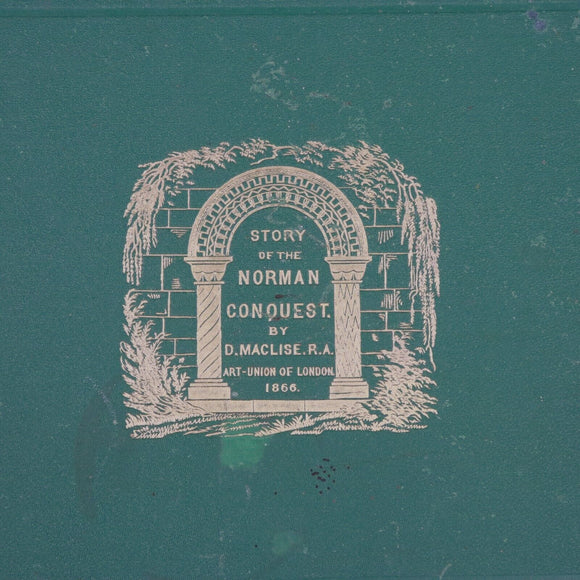 STORY
OF THE
NORMAN
CONQUEST.
BY
D. MACLISE. R.A.
ART-UNION OF LONDON.
1866.